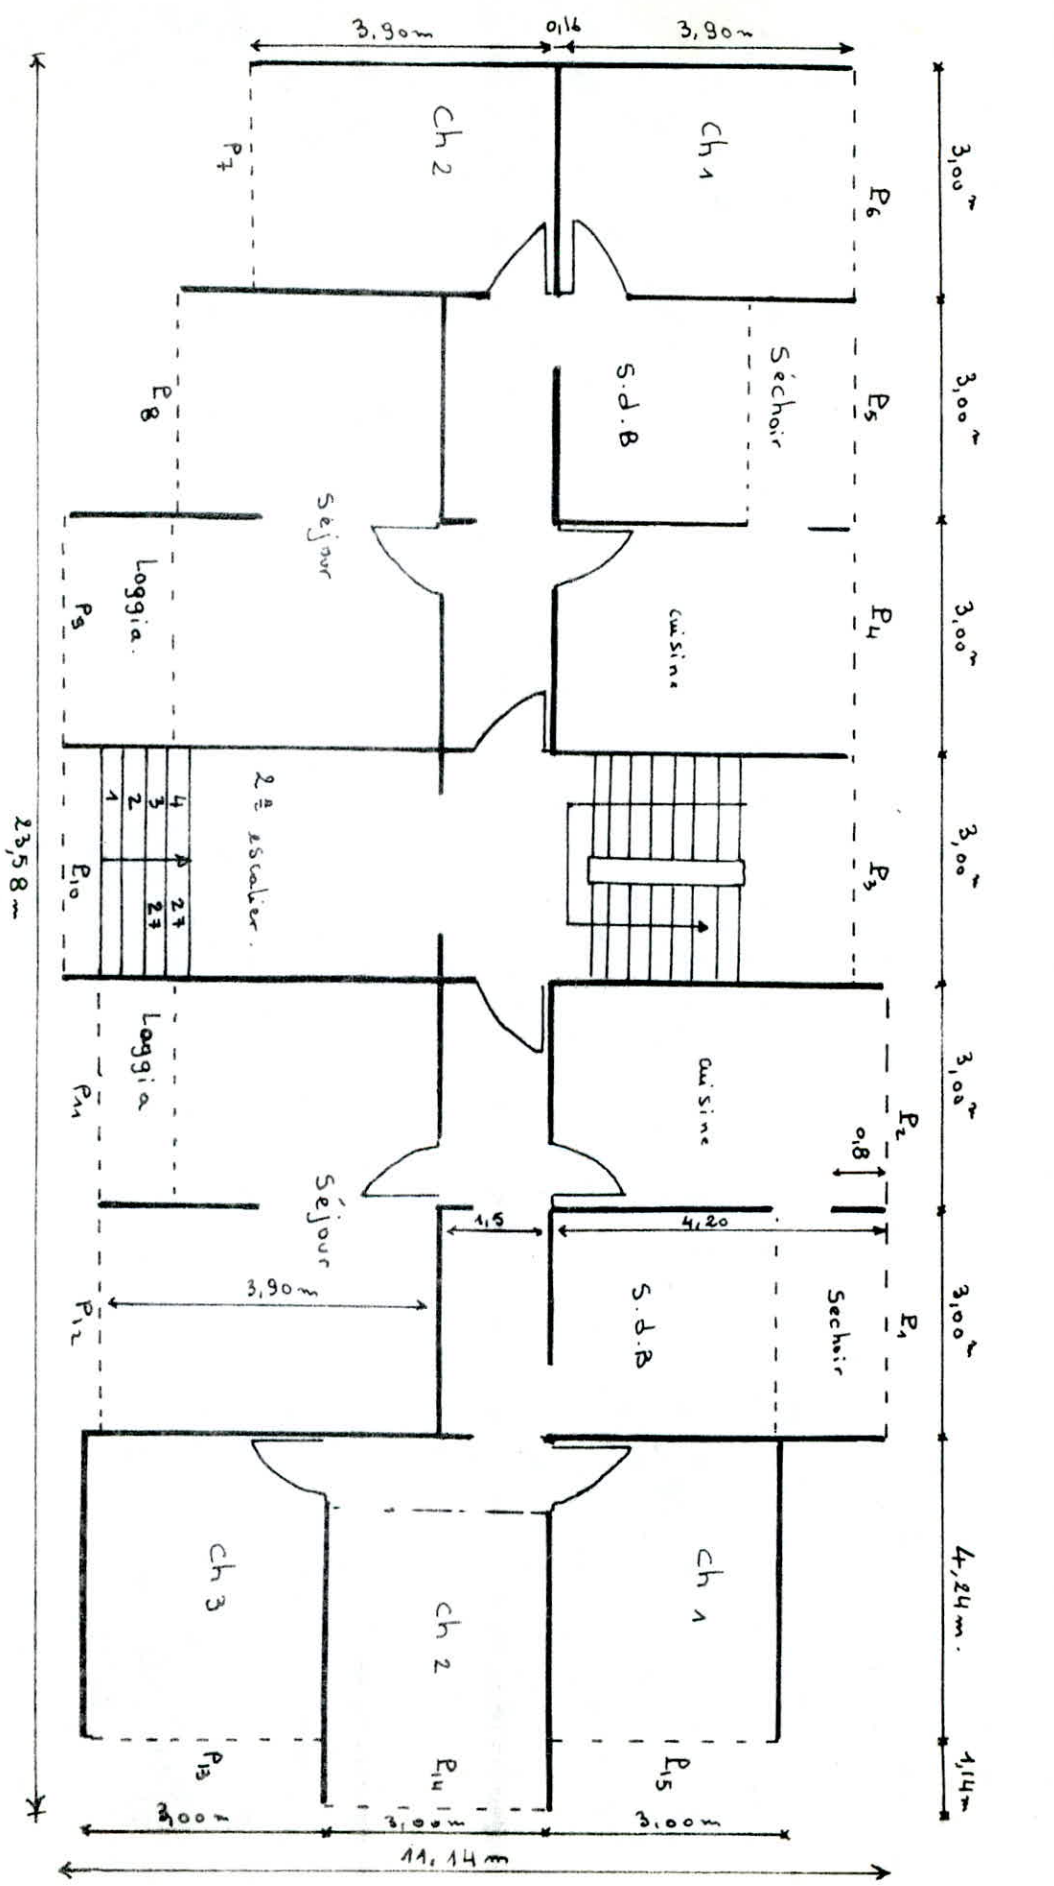 3,90m
0,16
3,90m
Ch 2
Ch 1
P7
P6
3,00m
P8
S.d.B
Séchoir
P5
3,00m
Séjour
Loggia.
P9
cuisine
P4
3,00m
1
2
3
4
27
27
P10
2e escalier.
P3
3,00m
23,58m
Loggia
P11
cuisine
P2
0,8
3,00m
Séjour
1,5
4,20
3,90m
P12
S.d.B
Sechoir
P1
3,00m
Ch 3
Ch 2
Ch 1
4,24m.
P13
P14
P15
1,14m
3,00m
3,00m
3,00m
11,14m